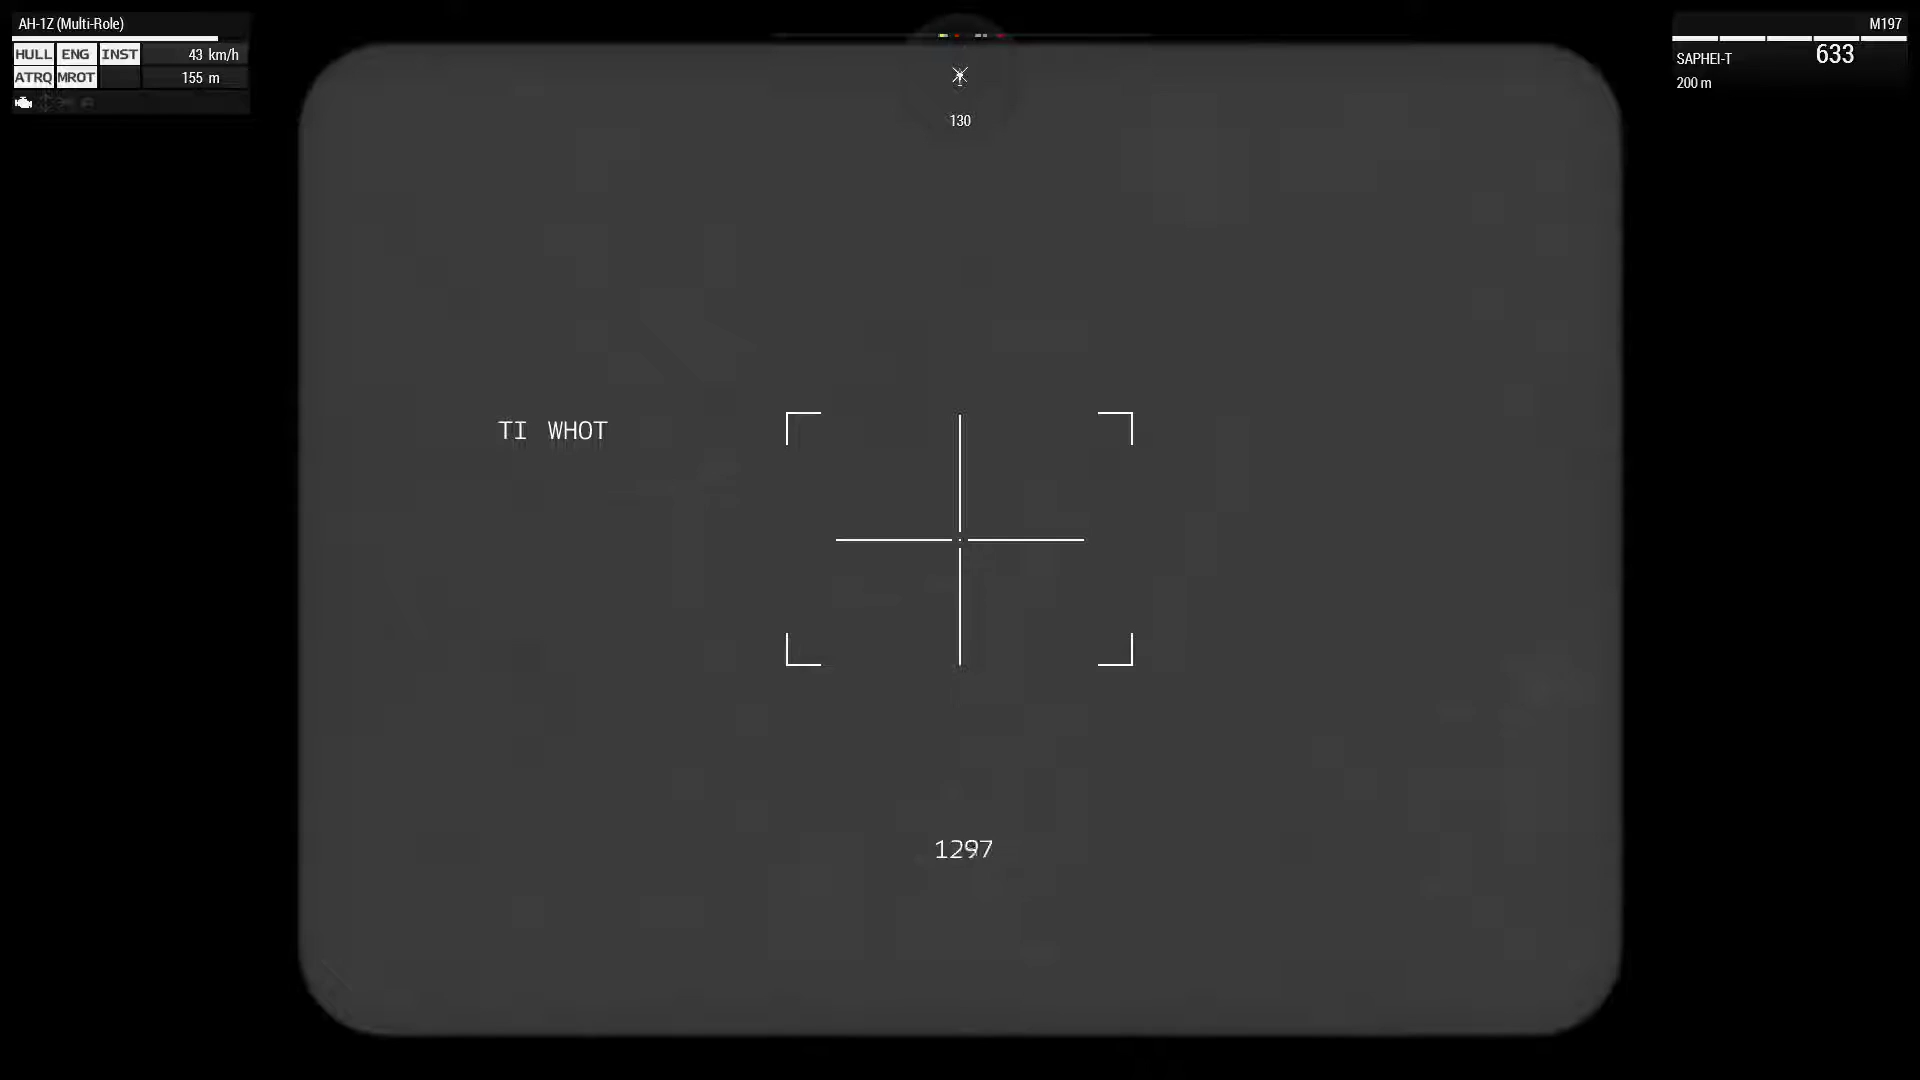 AH-1Z (Multi-Role)
HULL ENG INST 43 km/h
ATRQ MROT 155 m
M197
SAPHEI-T 633
200 m
130
TI WHOT
1297